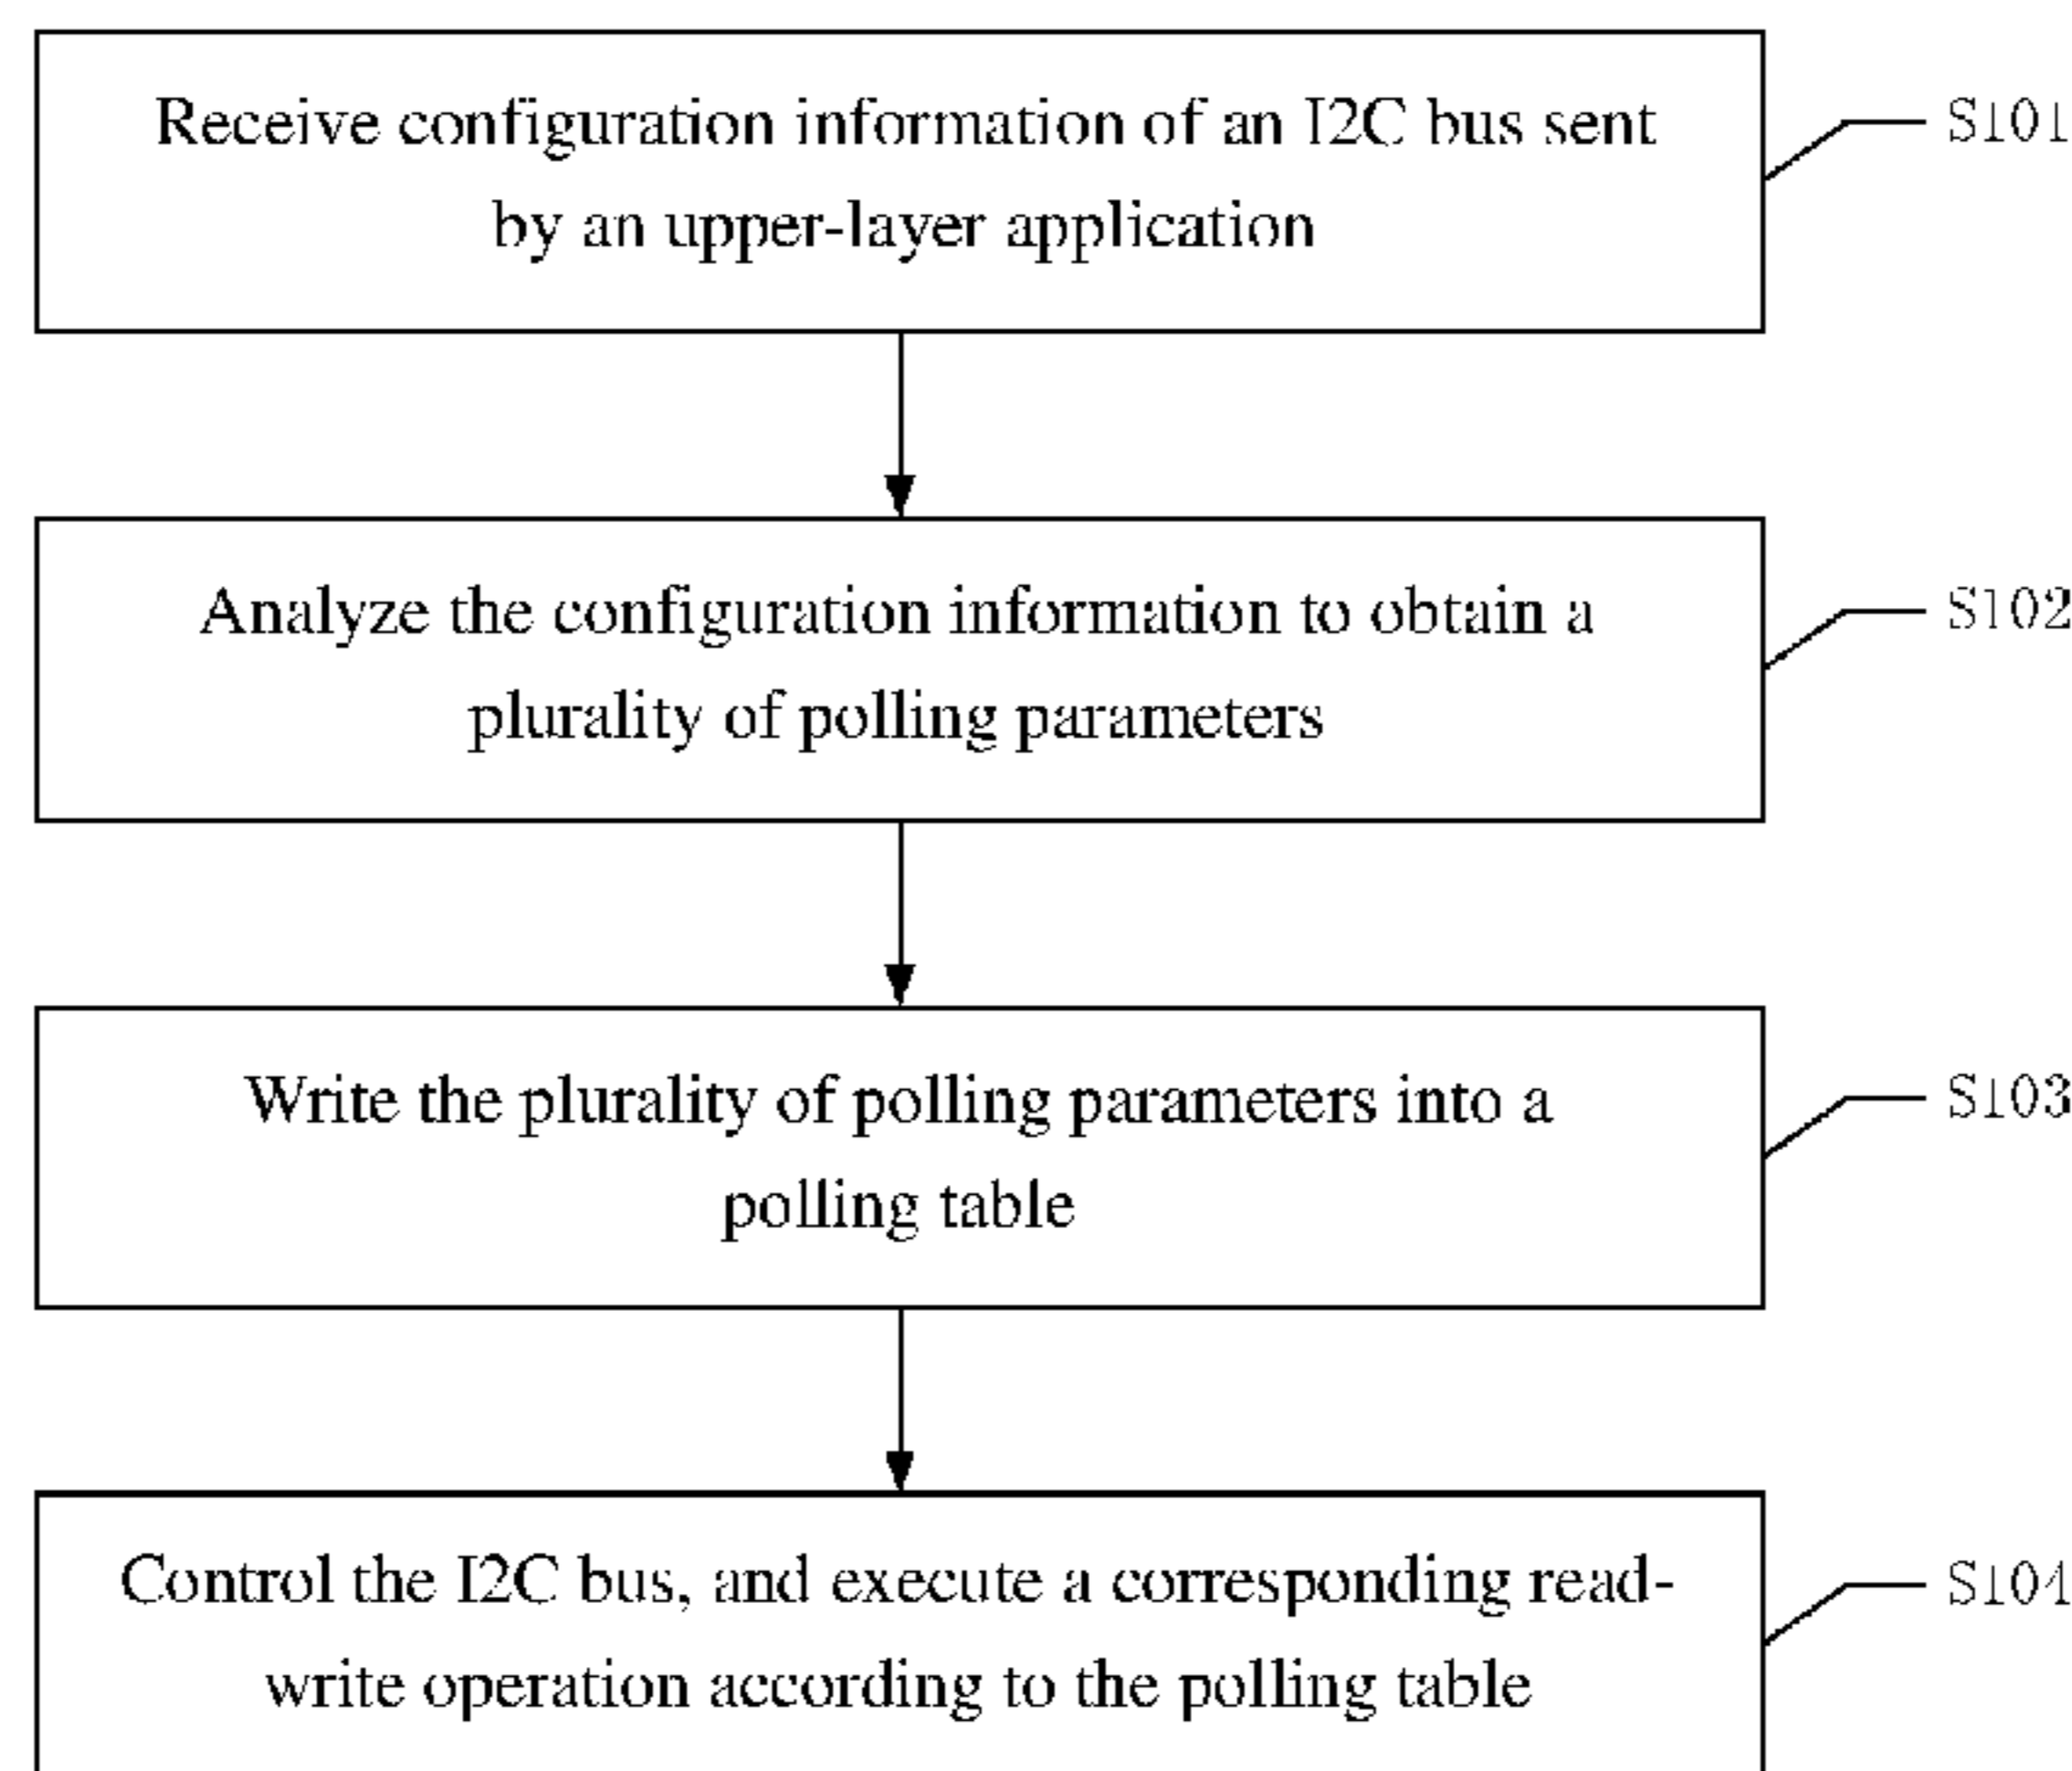 Receive configuration information of an I2C bus sent
by an upper-layer application
S101
Analyze the configuration information to obtain a
plurality of polling parameters
S102
Write the plurality of polling parameters into a
polling table
S103
Control the I2C bus, and execute a corresponding read-
write operation according to the polling table
S104